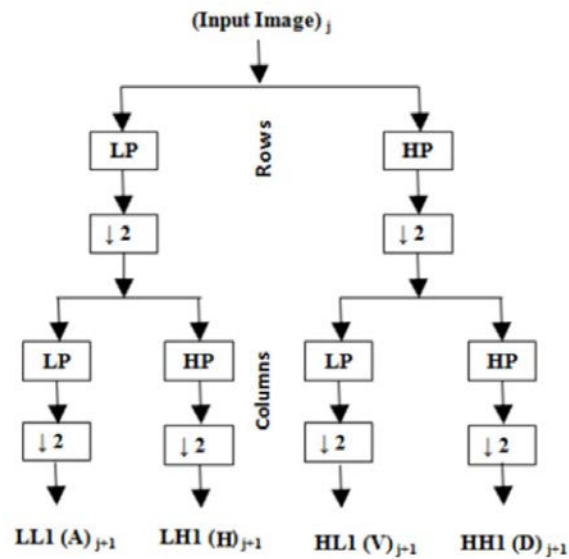 (Input Image) j
LP HP
Rows
↓ 2 ↓ 2
LP HP LP HP
Columns
↓ 2 ↓ 2 ↓ 2 ↓ 2
LL1 (A) j+1 LH1 (H) j+1 HL1 (V) j+1 HH1 (D) j+1